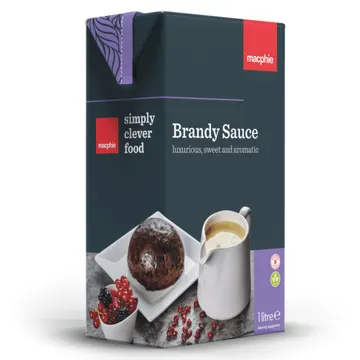 macphie
macphie
simply
clever
food
Brandy Sauce
luxurious, sweet and aromatic
1 litre ℮